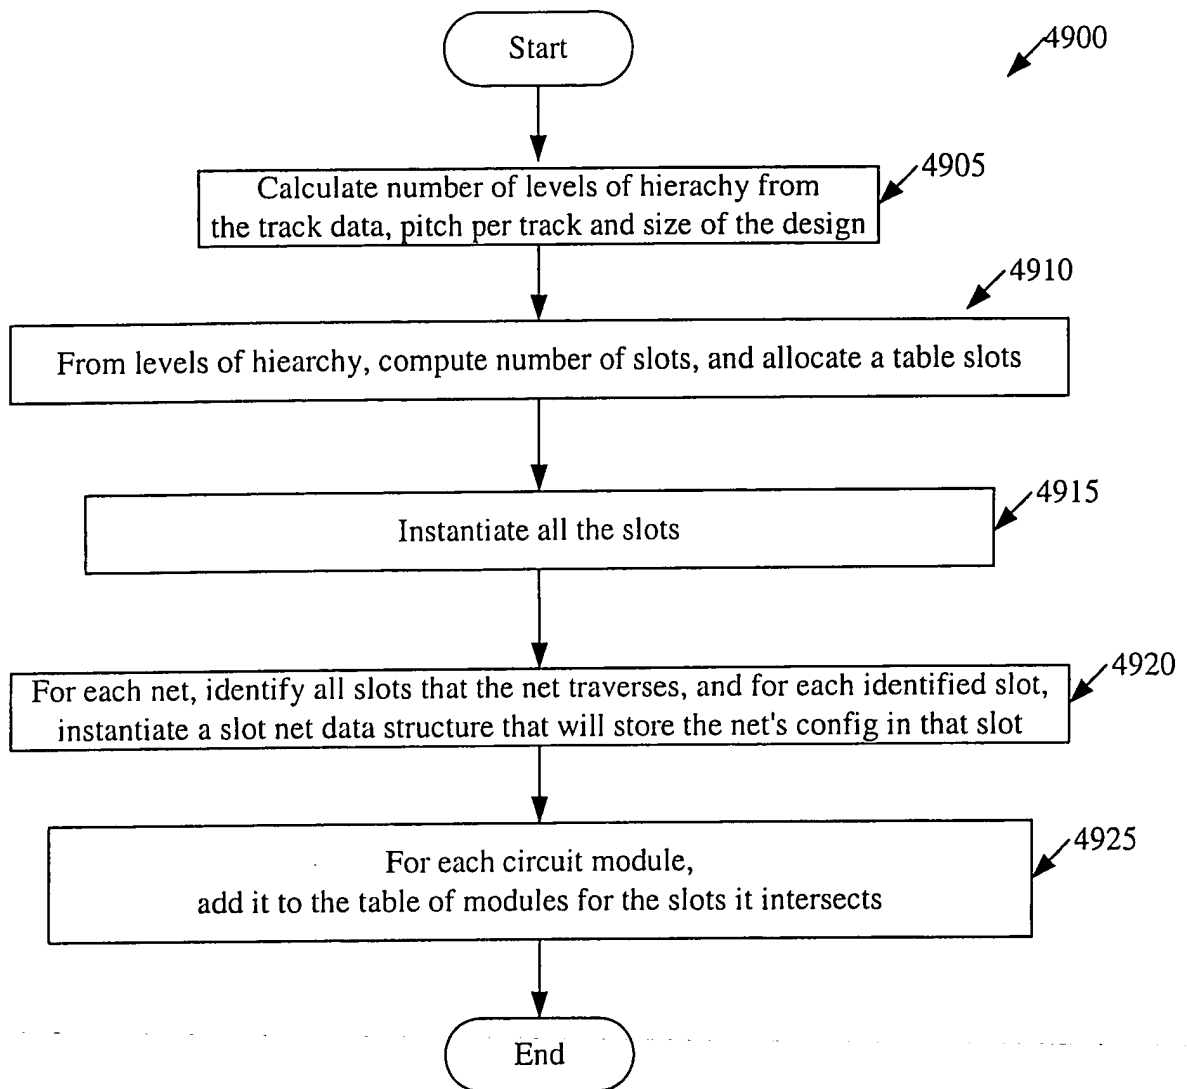 Start
4900
4905
Calculate number of levels of hierachy from
the track data, pitch per track and size of the design
4910
From levels of hiearchy, compute number of slots, and allocate a table slots
4915
Instantiate all the slots
4920
For each net, identify all slots that the net traverses, and for each identified slot,
instantiate a slot net data structure that will store the net's config in that slot
4925
For each circuit module,
add it to the table of modules for the slots it intersects
End